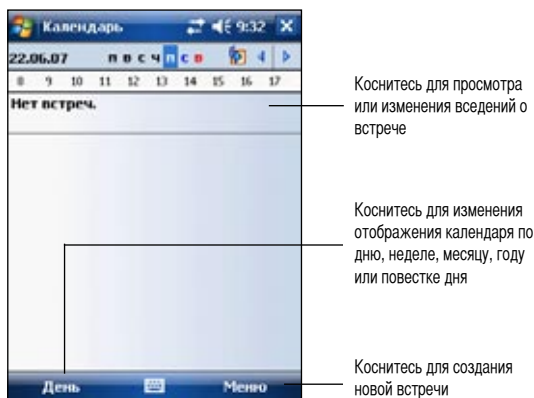 Календарь 9:32
22.06.07 п в с ч п с в
8 9 10 11 12 13 14 15 16 17
Нет встреч.
День Меню
Коснитесь для просмотра
или изменения вседений о
встрече
Коснитесь для изменения
отображения календаря по
дню, неделе, месяцу, году
или повестке дня
Коснитесь для создания
новой встречи